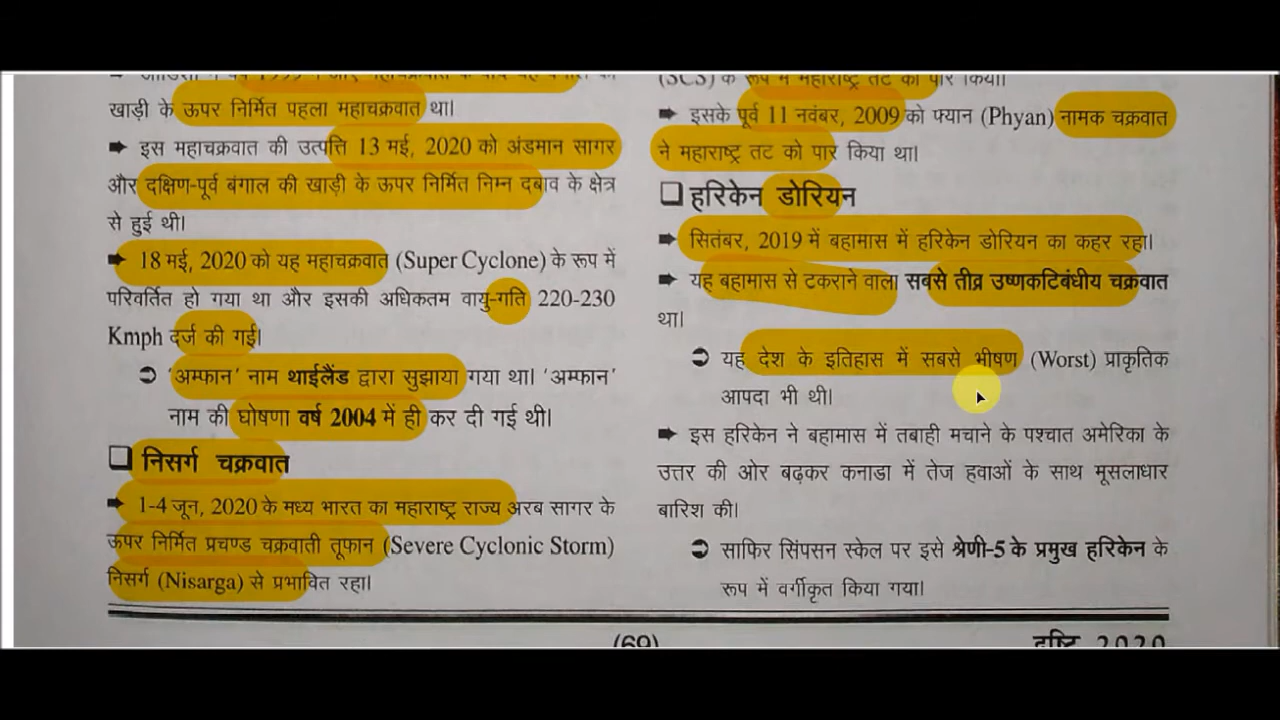 खाड़ी के ऊपर निर्मित पहला महाचक्रवात था।
➡ इस महाचक्रवात की उत्पत्ति 13 मई, 2020 को अंडमान सागर
और दक्षिण-पूर्व बंगाल की खाड़ी के ऊपर निर्मित निम्न दबाव के क्षेत्र
से हुई थी।
➡ 18 मई, 2020 को यह महाचक्रवात (Super Cyclone) के रूप में
परिवर्तित हो गया था और इसकी अधिकतम वायु-गति 220-230
Kmph दर्ज की गई।
➲ 'अम्फान' नाम थाईलैंड द्वारा सुझाया गया था। 'अम्फान'
नाम की घोषणा वर्ष 2004 में ही कर दी गई थी।
❑ निसर्ग चक्रवात
➡ 1-4 जून, 2020 के मध्य भारत का महाराष्ट्र राज्य अरब सागर के
ऊपर निर्मित प्रचण्ड चक्रवाती तूफान (Severe Cyclonic Storm)
निसर्ग (Nisarga) से प्रभावित रहा।
(SCS) के रूप में महाराष्ट्र तट को पार किया।
➡ इसके पूर्व 11 नवंबर, 2009 को फ्यान (Phyan) नामक चक्रवात
ने महाराष्ट्र तट को पार किया था।
❑ हरिकेन डोरियन
➡ सितंबर, 2019 में बहामास में हरिकेन डोरियन का कहर रहा।
➡ यह बहामास से टकराने वाला सबसे तीव्र उष्णकटिबंधीय चक्रवात
था।
➲ यह देश के इतिहास में सबसे भीषण (Worst) प्राकृतिक
आपदा भी थी।
➡ इस हरिकेन ने बहामास में तबाही मचाने के पश्चात अमेरिका के
उत्तर की ओर बढ़कर कनाडा में तेज हवाओं के साथ मूसलाधार
बारिश की।
➲ साफिर सिंपसन स्केल पर इसे श्रेणी-5 के प्रमुख हरिकेन के
रूप में वर्गीकृत किया गया।
(69)
दृष्टि 2020